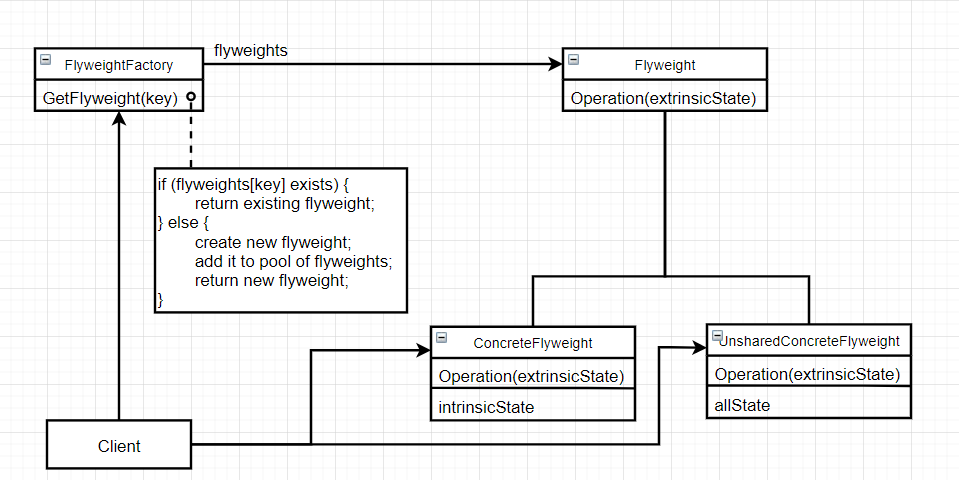 flyweights
FlyweightFactory
GetFlyweight(key)
Flyweight
Operation(extrinsicState)
if (flyweights[key] exists) {
return existing flyweight;
} else {
create new flyweight;
add it to pool of flyweights;
return new flyweight;
}
ConcreteFlyweight
Operation(extrinsicState)
intrinsicState
UnsharedConcreteFlyweight
Operation(extrinsicState)
allState
Client